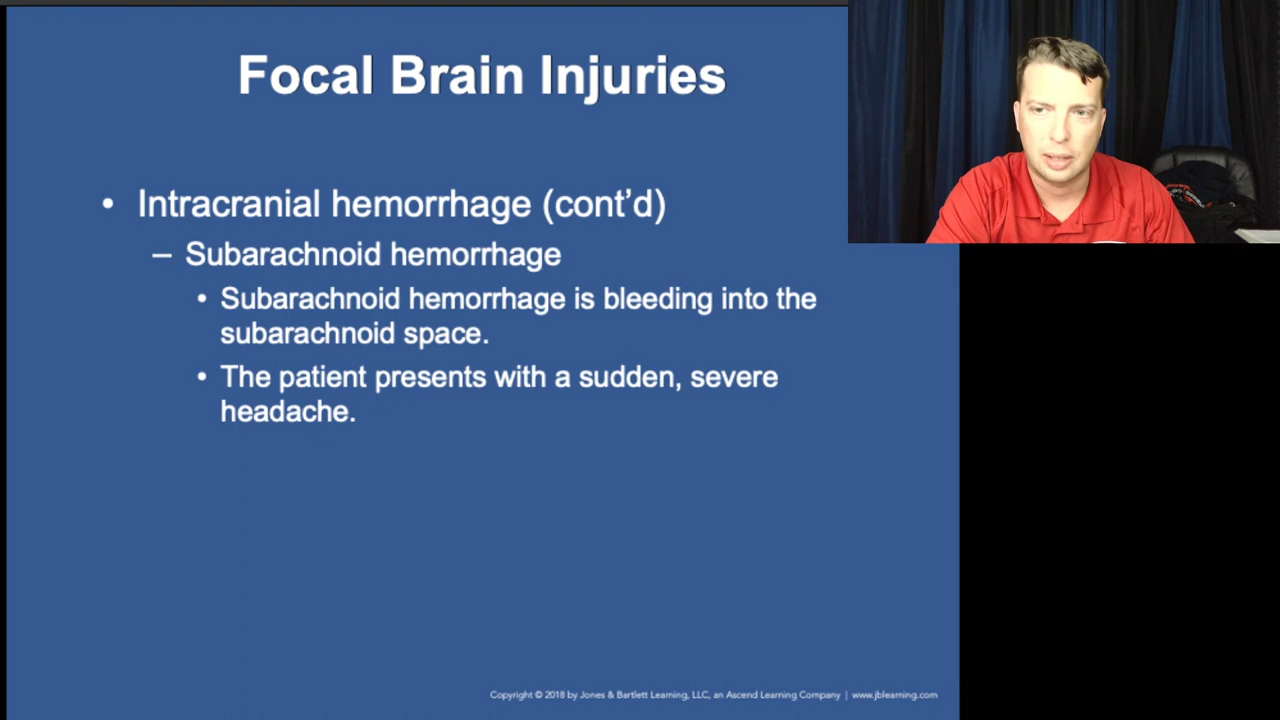 Focal Brain Injuries
• Intracranial hemorrhage (cont’d)
– Subarachnoid hemorrhage
• Subarachnoid hemorrhage is bleeding into the
subarachnoid space.
• The patient presents with a sudden, severe
headache.
Copyright © 2018 by Jones & Bartlett Learning, LLC, an Ascend Learning Company | www.jblearning.com